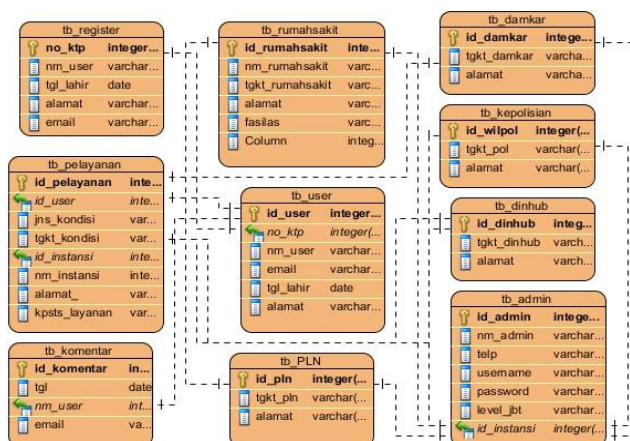 tb_register
no_ktp integer...
nm_user varchar...
tgl_lahir date
alamat varchar...
email varchar...
tb_rumahsakit
id_rumahsakit inte...
nm_rumahsakit varc...
tgkt_rumahsakit varc...
alamat varc...
fasilas varc...
Column integ...
tb_damkar
id_damkar intege...
tgkt_damkar varcha...
alamat varcha...
tb_kepolisian
id_wilpol integer(...
tgkt_pol varchar(...
alamat varchar(...
tb_pelayanan
id_pelayanan inte...
id_user inte...
jns_kondisi var...
tgkt_kondisi var...
id_instansi inte...
nm_instansi inte...
alamat_ var...
kpsts_layanan var...
tb_user
id_user integer...
no_ktp integer(...
nm_user varchar...
email varchar...
tgl_lahir date
alamat varchar...
tb_dinhub
id_dinhub integ...
tgkt_dinhub varch...
alamat varch...
tb_admin
id_admin intege...
nm_admin varchar...
telp varchar...
username varchar...
password varchar...
level_jbt varchar...
id_instansi integer(...
tb_komentar
id_komentar in...
tgl date
nm_user int...
email va...
tb_PLN
id_pln integer(...
tgkt_pln varchar(...
alamat varchar(...